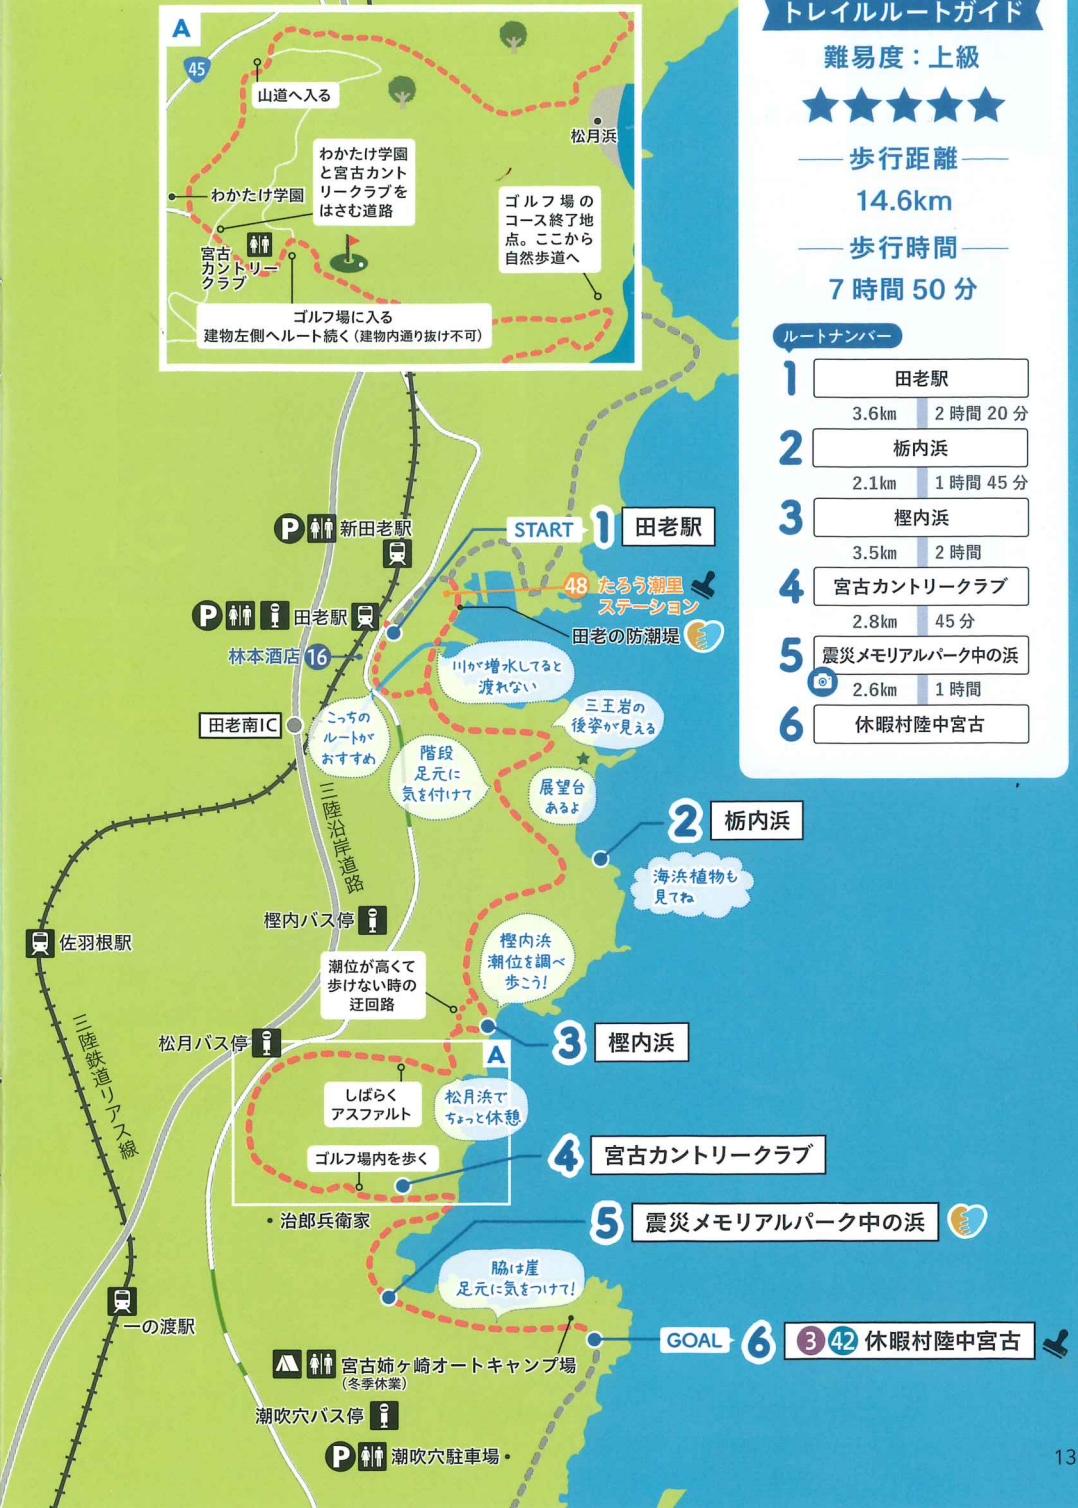 A
45
山道へ入る
松月浜
わかたけ学園
と宮古カント
リークラブを
はさむ道路
わかたけ学園
宮古
カントリー
クラブ
ゴルフ場の
コース終了地
点。ここから
自然歩道へ
ゴルフ場に入る
建物左側へルート続く(建物内通り抜け不可)
トレイルルートガイド
難易度：上級
★★★★★
歩行距離
14.6km
歩行時間
7時間50分
ルートナンバー
1 田老駅
3.6km 2時間20分
2 栃内浜
2.1km 1時間45分
3 樫内浜
3.5km 2時間
4 宮古カントリークラブ
2.8km 45分
5 震災メモリアルパーク中の浜
2.6km 1時間
6 休暇村陸中宮古
P 新田老駅
START 1 田老駅
48 たろう潮里
ステーション
P 田老駅
田老の防潮堤
林本酒店 16
川が増水してると
渡れない
田老南IC
こっちの
ルートが
おすすめ
三王岩の
後姿が見える
階段
足元に
気を付けて
展望台
あるよ
三陸沿岸道路
2 栃内浜
海浜植物も
見てね
樫内バス停
佐羽根駅
樫内浜
潮位を調べ
歩こう!
潮位が高くて
歩けない時の
迂回路
三陸鉄道リアス線
松月バス停
3 樫内浜
A
しばらく
アスファルト
松月浜で
ちょっと休憩
ゴルフ場内を歩く
4 宮古カントリークラブ
治郎兵衛家
5 震災メモリアルパーク中の浜
脇は崖
足元に気をつけて!
一の渡駅
GOAL 6 3 42 休暇村陸中宮古
宮古姉ヶ崎オートキャンプ場
(冬季休業)
潮吹穴バス停
P 潮吹穴駐車場
13